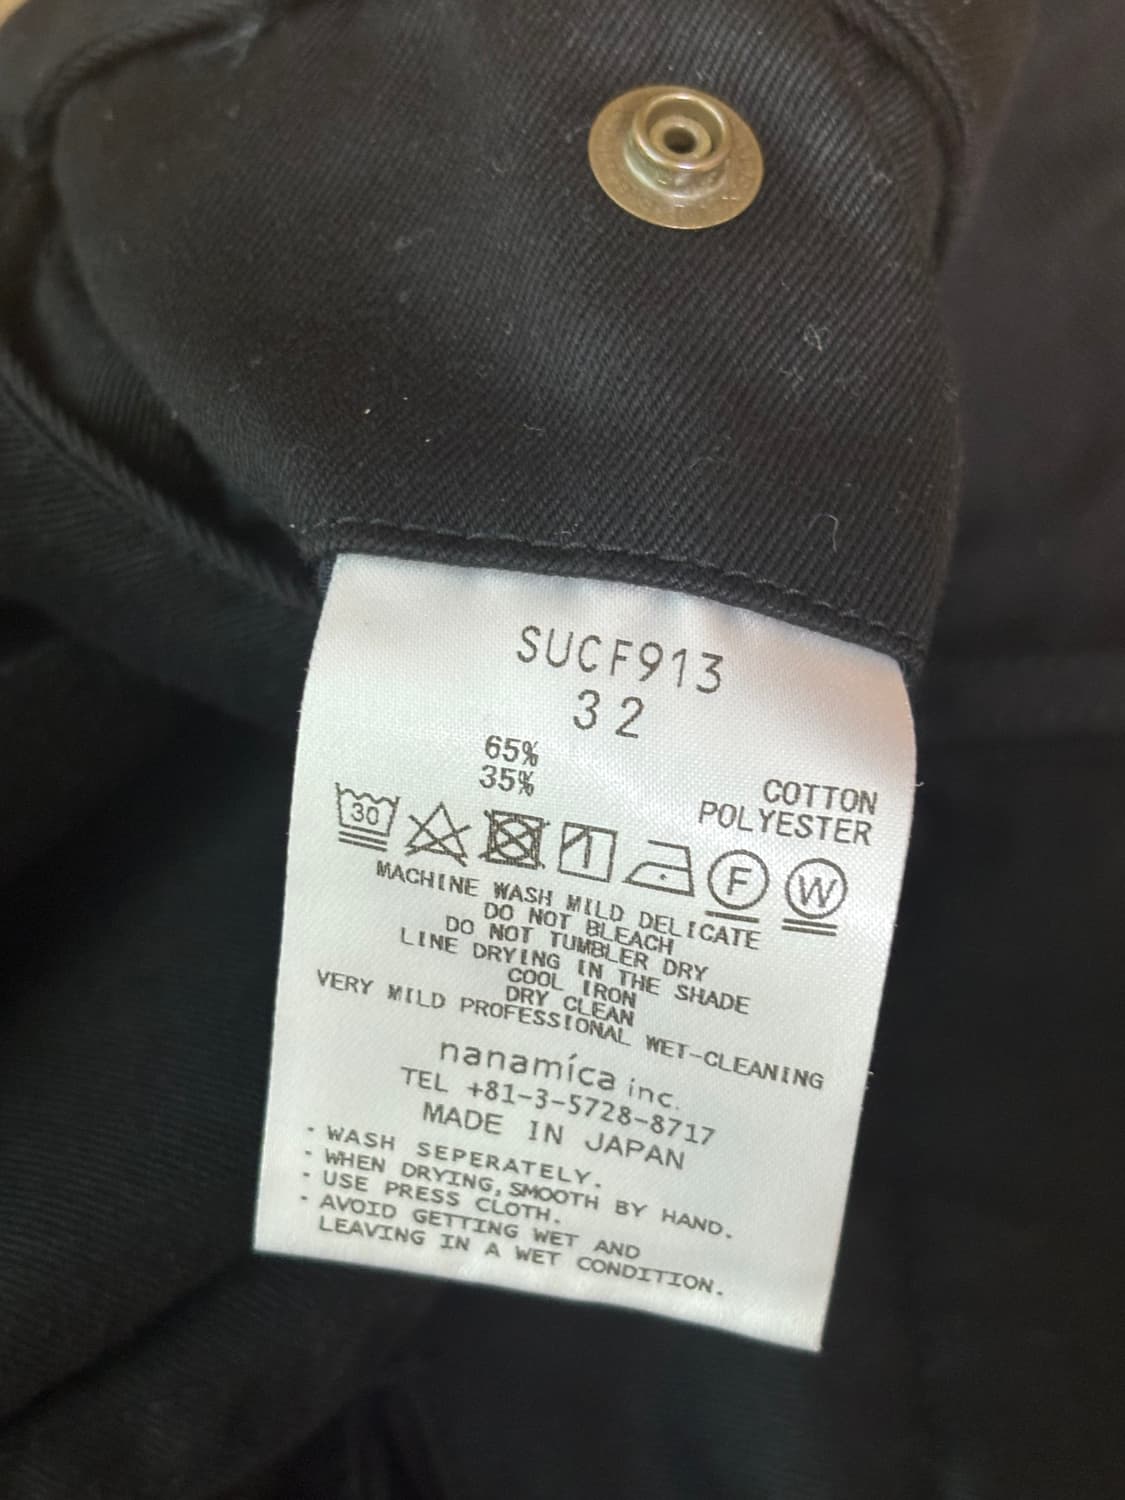 SUCF913
32
65% COTTON
35% POLYESTER
30 F W
MACHINE WASH MILD DELICATE
DO NOT BLEACH
DO NOT TUMBLER DRY
LINE DRYING IN THE SHADE
COOL IRON
DRY CLEAN
VERY MILD PROFESSIONAL WET-CLEANING
nanamíca inc.
TEL +81-3-5728-8717
MADE IN JAPAN
· WASH SEPERATELY.
· WHEN DRYING, SMOOTH BY HAND.
· USE PRESS CLOTH.
· AVOID GETTING WET AND
LEAVING IN A WET CONDITION.